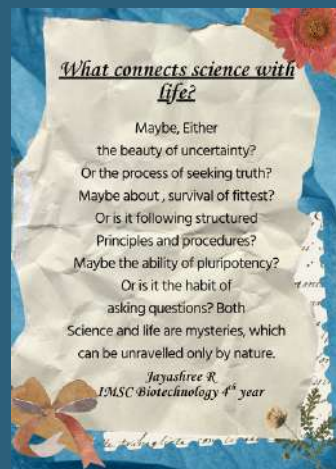 What connects science with
life?
Maybe, Either
the beauty of uncertainty?
Or the process of seeking truth?
Maybe about , survival of fittest?
Or is it following structured
Principles and procedures?
Maybe the ability of pluripotency?
Or is it the habit of
asking questions? Both
Science and life are mysteries, which
can be unravelled only by nature.
Jayashree R
IMSC Biotechnology 4th year